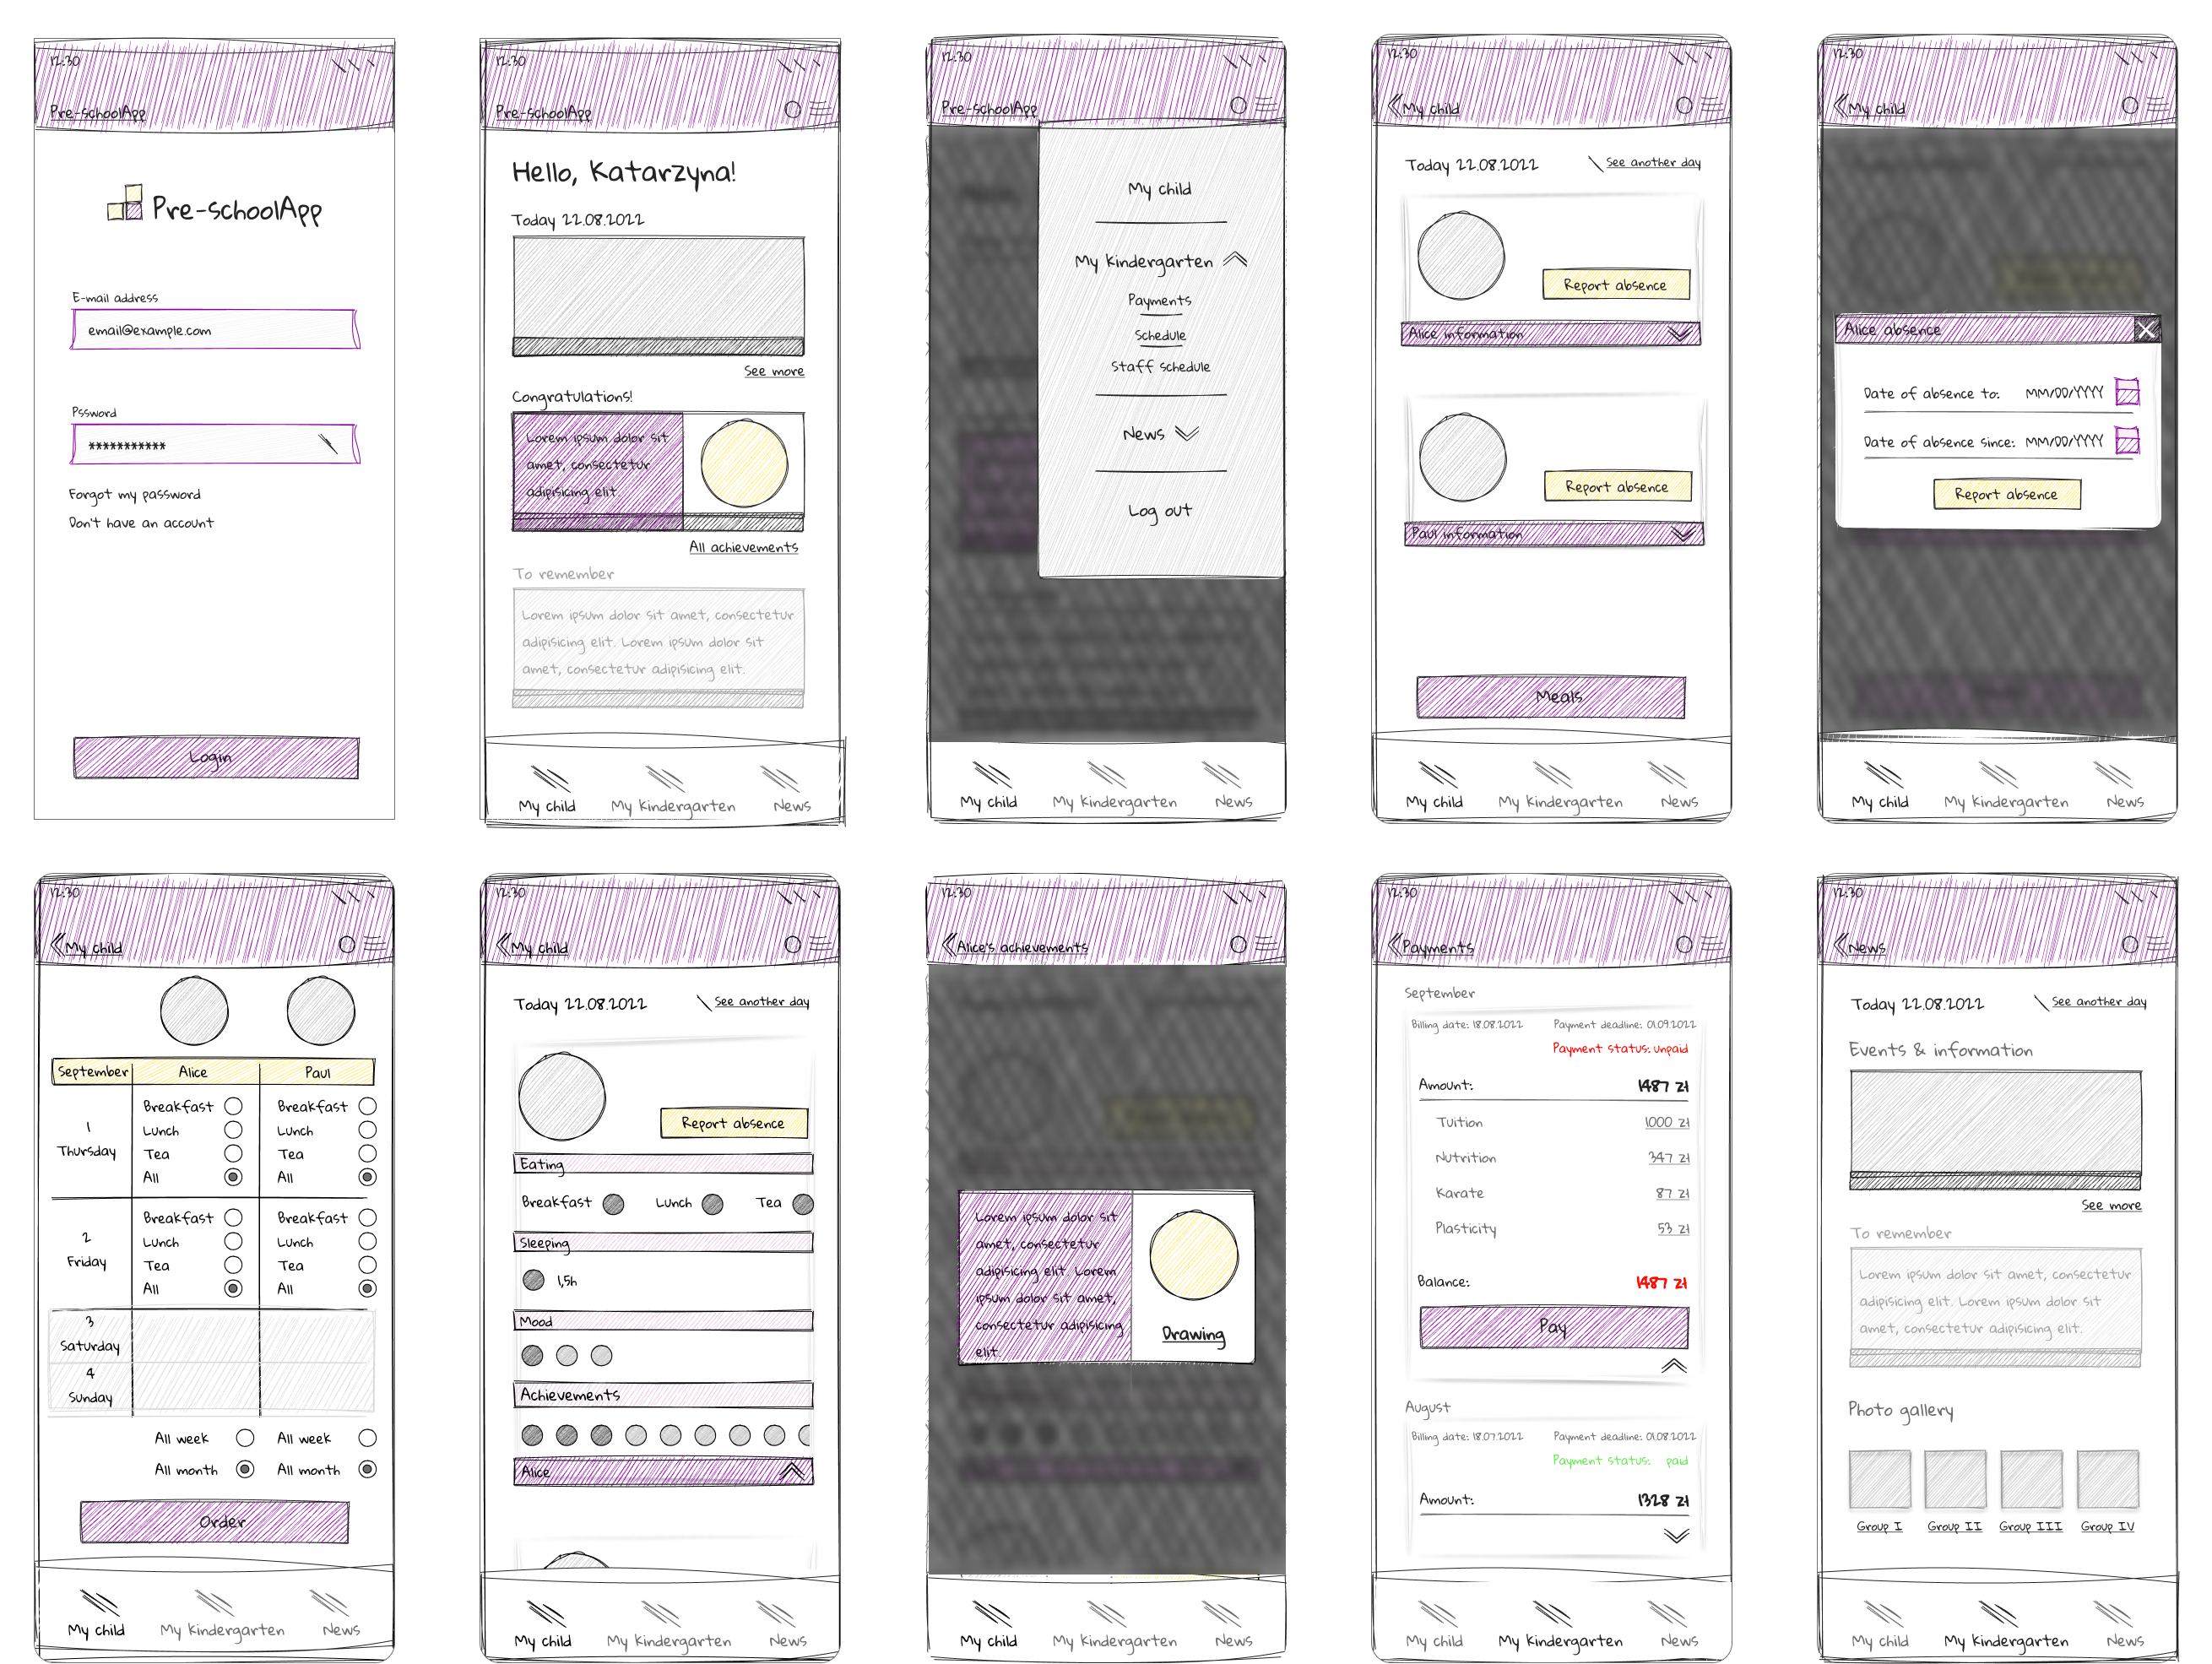 12:30
Pre-schoolApp
Pre-schoolApp
E-mail address
email@example.com
Pssword
***********
Forgot my password
Don't have an account
Login
12:30
Pre-schoolApp
Hello, Katarzyna!
Today 22.08.2022
See more
Congratulations!
Lorem ipsum dolor sit
amet, consectetur
adipisicing elit.
All achievements
To remember
Lorem ipsum dolor sit amet, consectetur
adipisicing elit. Lorem ipsum dolor sit
amet, consectetur adipisicing elit.
My child My kindergarten News
12:30
Pre-schoolApp
My child
My kindergarten
Payments
Schedule
Staff schedule
News
Log out
My child My kindergarten News
12:30
My child
Today 22.08.2022 See another day
Report absence
Alice information
Report absence
Paul information
Meals
My child My kindergarten News
12:30
My child
Alice absence
Date of absence to: MM/DD/YYYY
Date of absence since: MM/DD/YYYY
Report absence
My child My kindergarten News
12:30
My child
September Alice Paul
1
Thursday
Breakfast Breakfast
Lunch Lunch
Tea Tea
All All
2
Friday
Breakfast Breakfast
Lunch Lunch
Tea Tea
All All
3
Saturday
4
Sunday
All week All week
All month All month
Order
My child My kindergarten News
12:30
My child
Today 22.08.2022 See another day
Report absence
Eating
Breakfast Lunch Tea
Sleeping
1,5h
Mood
Achievements
Alice
My child My kindergarten News
12:30
Alice's achievements
Lorem ipsum dolor sit
amet, consectetur
adipisicing elit. Lorem
ipsum dolor sit amet,
consectetur adipisicing
elit.
Drawing
My child My kindergarten News
12:30
Payments
September
Billing date: 18.08.2022 Payment deadline: 01.09.2022
Payment status: unpaid
Amount: 1487 zł
Tuition 1000 zł
Nutrition 347 zł
Karate 87 zł
Plasticity 53 zł
Balance: 1487 zł
Pay
August
Billing date: 18.07.2022 Payment deadline: 01.08.2022
Payment status: paid
Amount: 1328 zł
My child My kindergarten News
12:30
News
Today 22.08.2022 See another day
Events & information
See more
To remember
Lorem ipsum dolor sit amet, consectetur
adipisicing elit. Lorem ipsum dolor sit
amet, consectetur adipisicing elit.
Photo gallery
Group I Group II Group III Group IV
My child My kindergarten News